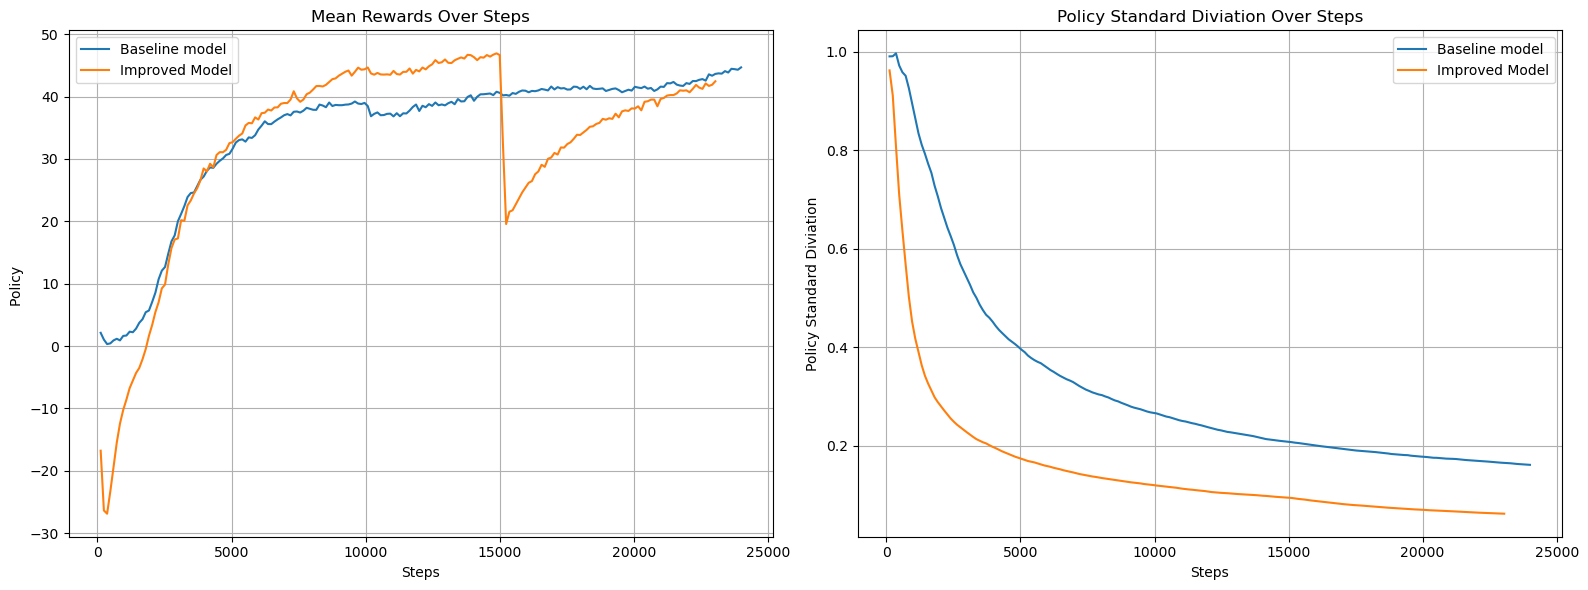 Mean Rewards Over Steps
Baseline model
Improved Model
Policy
50
40
30
20
10
0
−10
−20
−30
0
5000
10000
15000
20000
25000
Steps
Policy Standard Diviation Over Steps
Baseline model
Improved Model
Policy Standard Diviation
1.0
0.8
0.6
0.4
0.2
0
5000
10000
15000
20000
25000
Steps